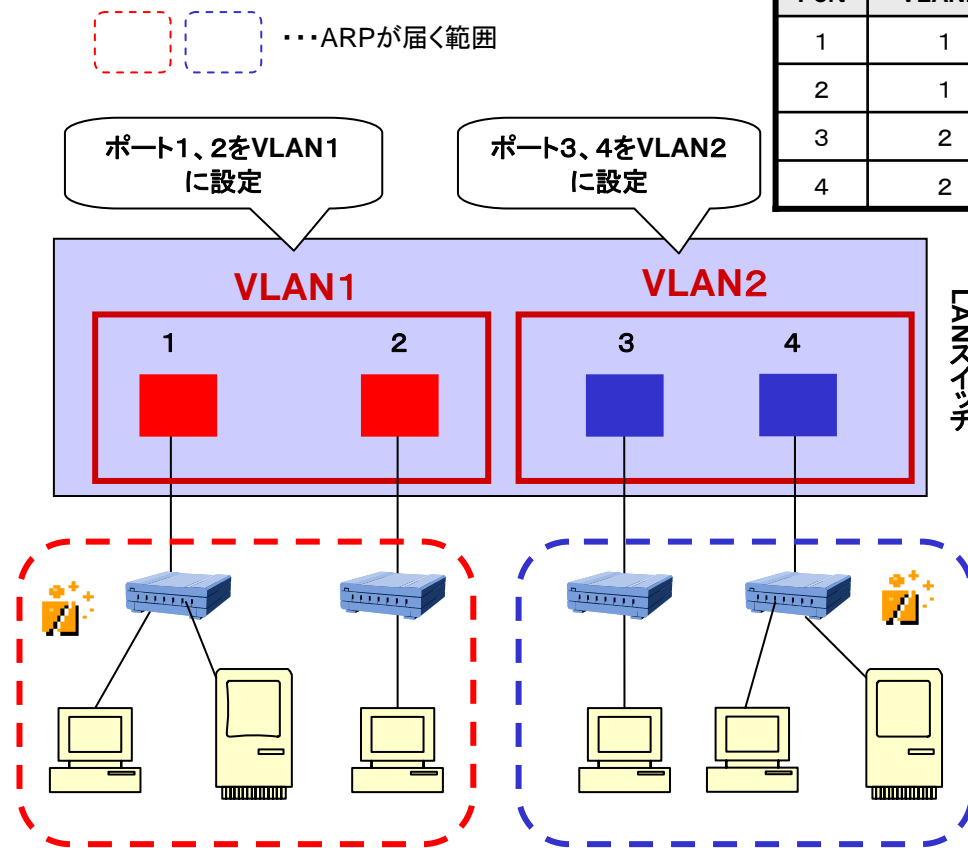 ・・・ARPが届く範囲
1 1
2 1
3 2
4 2
ポート1、2をVLAN1
に設定
ポート3、4をVLAN2
に設定
VLAN1
VLAN2
1
2
3
4
LANスイッチ